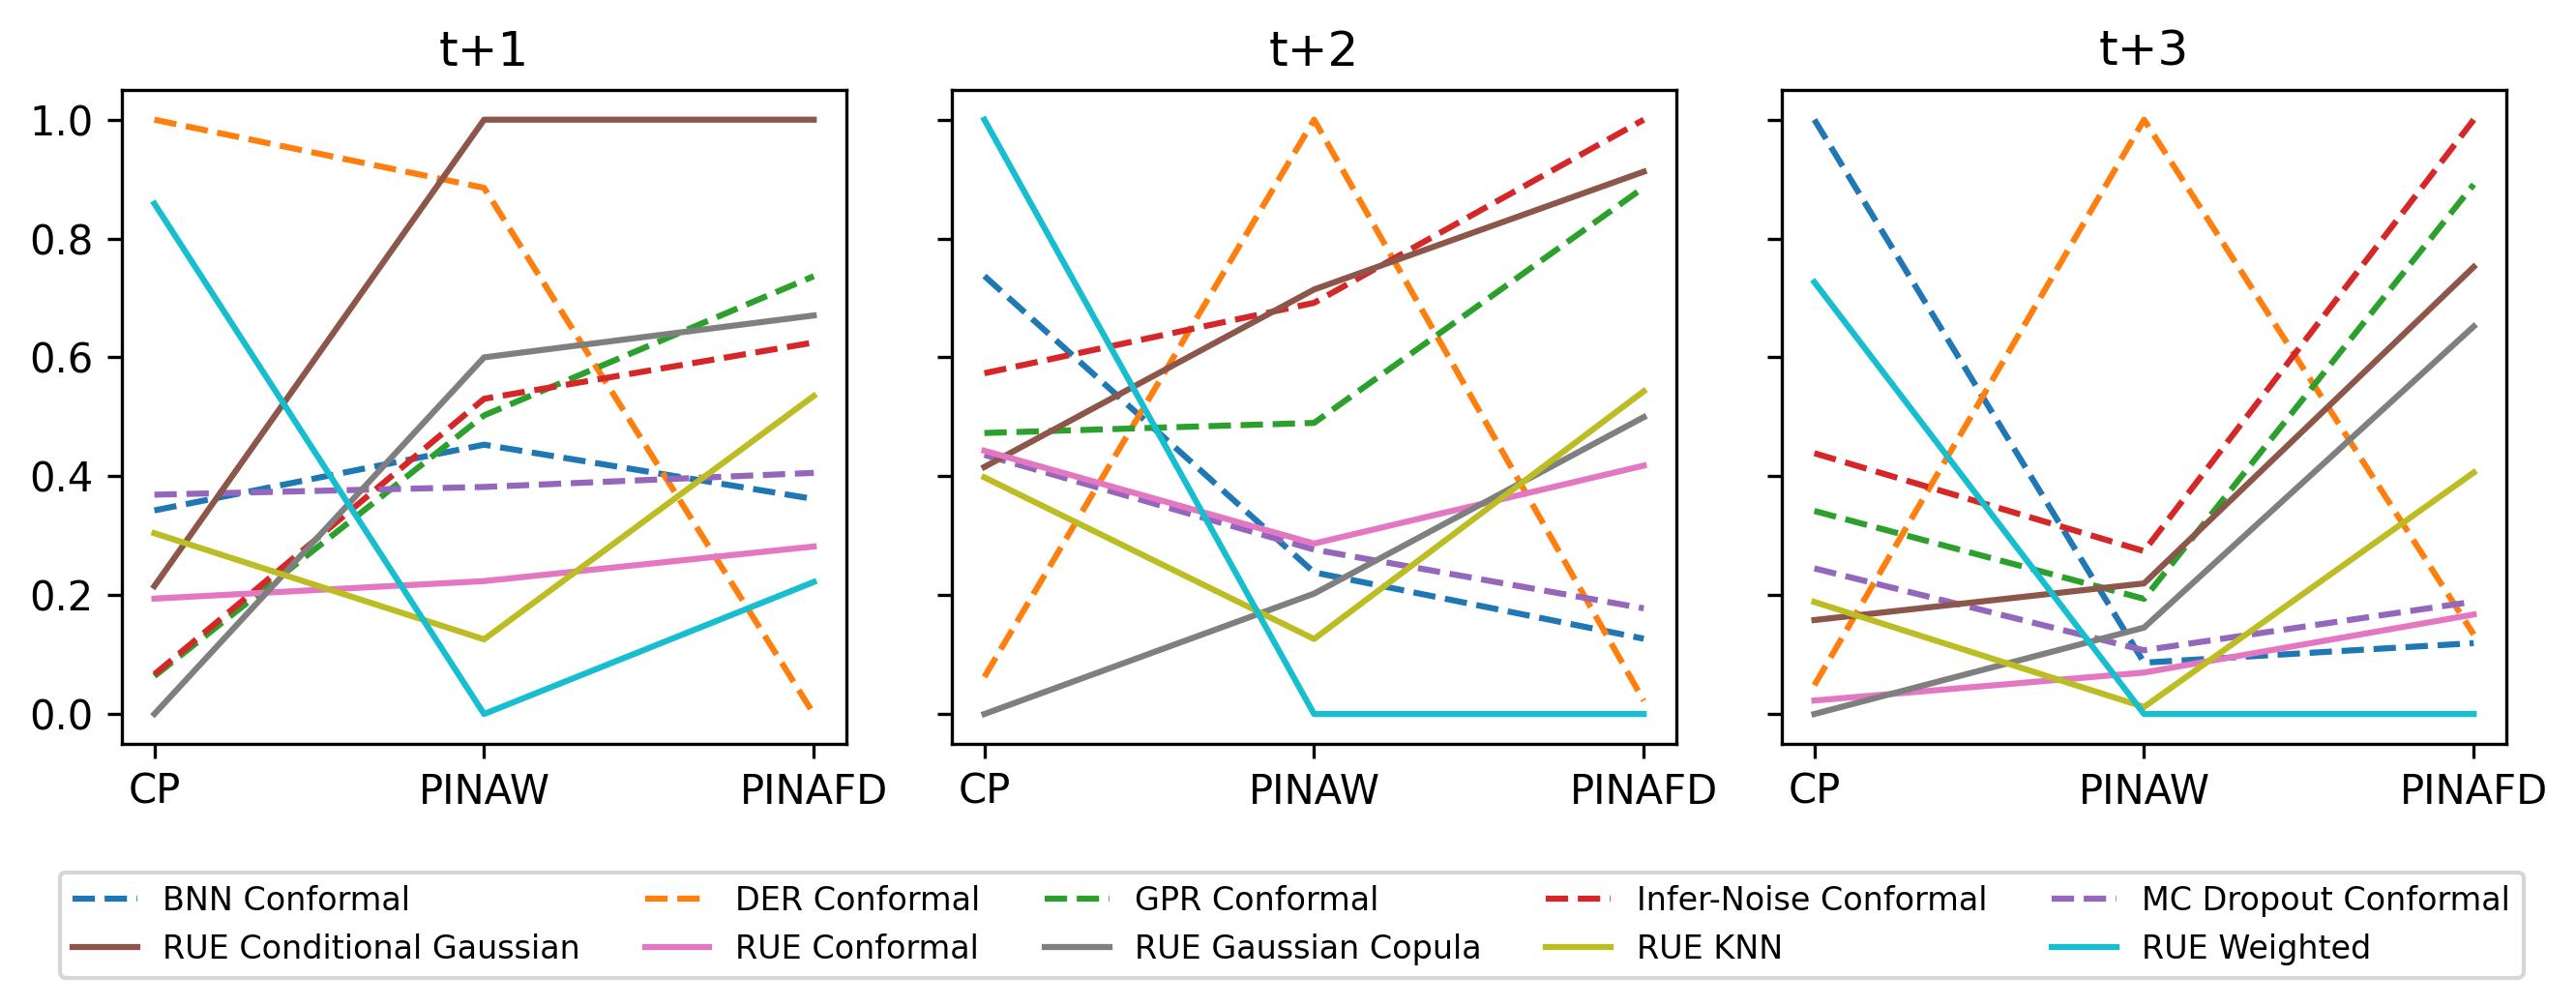 t+1 t+2 t+3
1.0
0.8
0.6
0.4
0.2
0.0
CP PINAW PINAFD CP PINAW PINAFD CP PINAW PINAFD
BNN Conformal DER Conformal GPR Conformal Infer-Noise Conformal MC Dropout Conformal
RUE Conditional Gaussian RUE Conformal RUE Gaussian Copula RUE KNN RUE Weighted